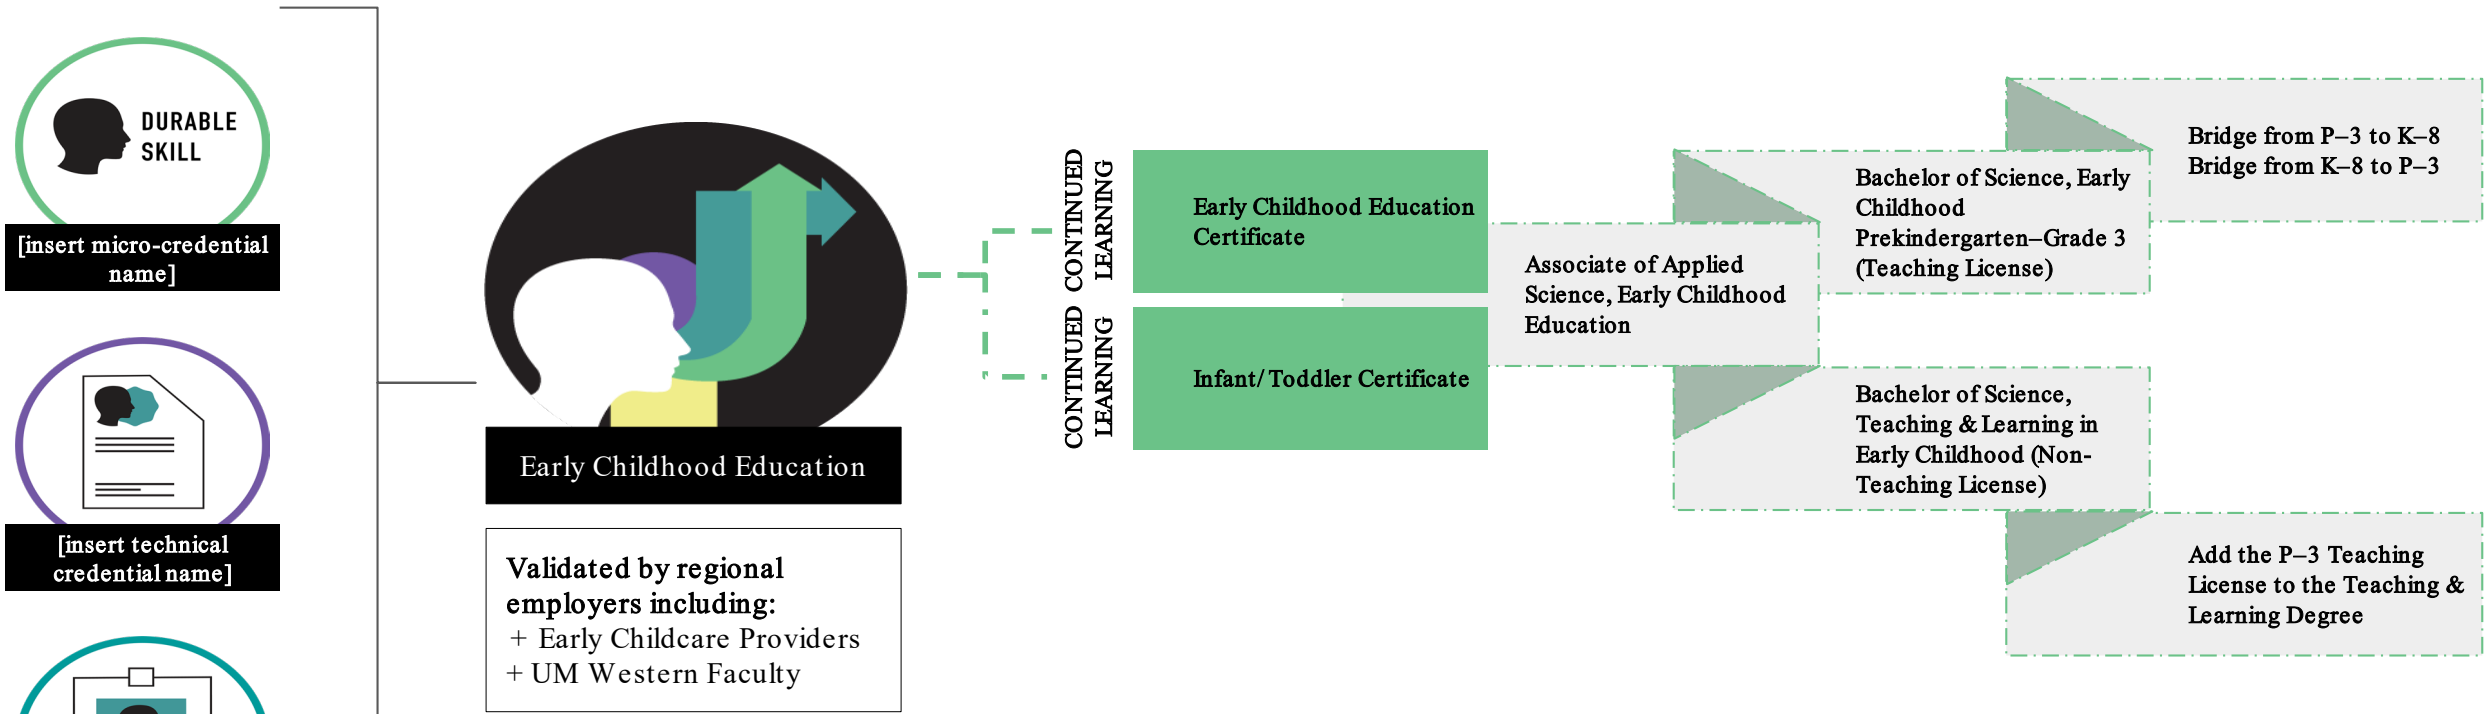 DURABLE
SKILL
[insert micro-credential
name]
[insert technical
credential name]
Early Childhood Education
Validated by regional
employers including:
+ Early Childcare Providers
+ UM Western Faculty
CONTINUED
LEARNING
Early Childhood Education
Certificate
CONTINUED
LEARNING
Infant/Toddler Certificate
Associate of Applied
Science, Early Childhood
Education
Bachelor of Science, Early
Childhood
Prekindergarten–Grade 3
(Teaching License)
Bachelor of Science,
Teaching & Learning in
Early Childhood (Non-
Teaching License)
Bridge from P–3 to K–8
Bridge from K–8 to P–3
Add the P–3 Teaching
License to the Teaching &
Learning Degree